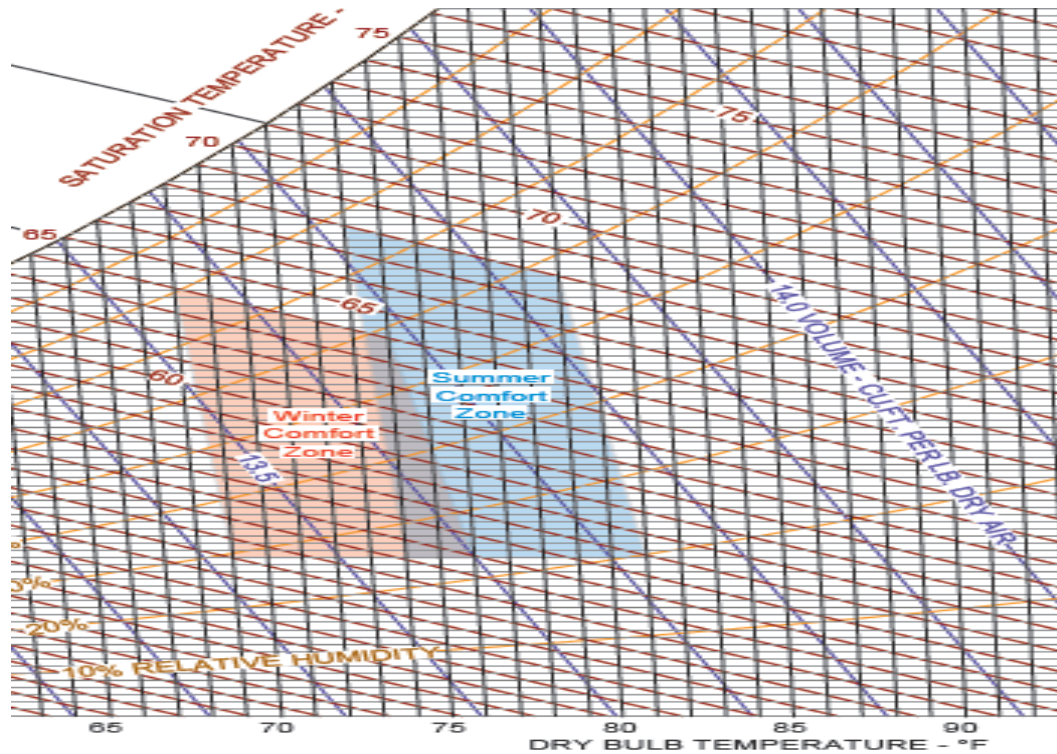 SATURATION TEMPERATURE -
75
70
65
75
70
65
60
Summer
Comfort
Zone
Winter
Comfort
Zone
13.5
14.0 VOLUME - CU.FT. PER LB. DRY AIR
%
0%
20%
10% RELATIVE HUMIDITY
65
70
75
80
85
90
DRY BULB TEMPERATURE - °F